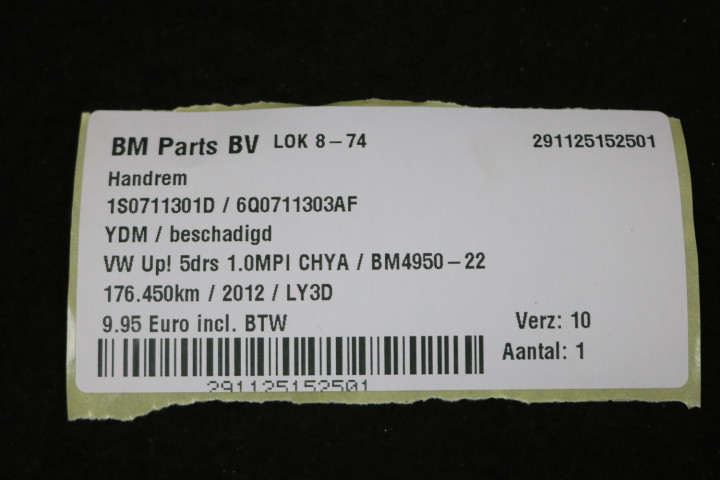 BM Parts BV LOK 8-74 291125152501
Handrem
1S0711301D / 6Q0711303AF
YDM / beschadigd
VW Up! 5drs 1.0MPI CHYA / BM4950-22
176.450km / 2012 / LY3D
9.95 Euro incl. BTW Verz: 10
Aantal: 1
291125152501